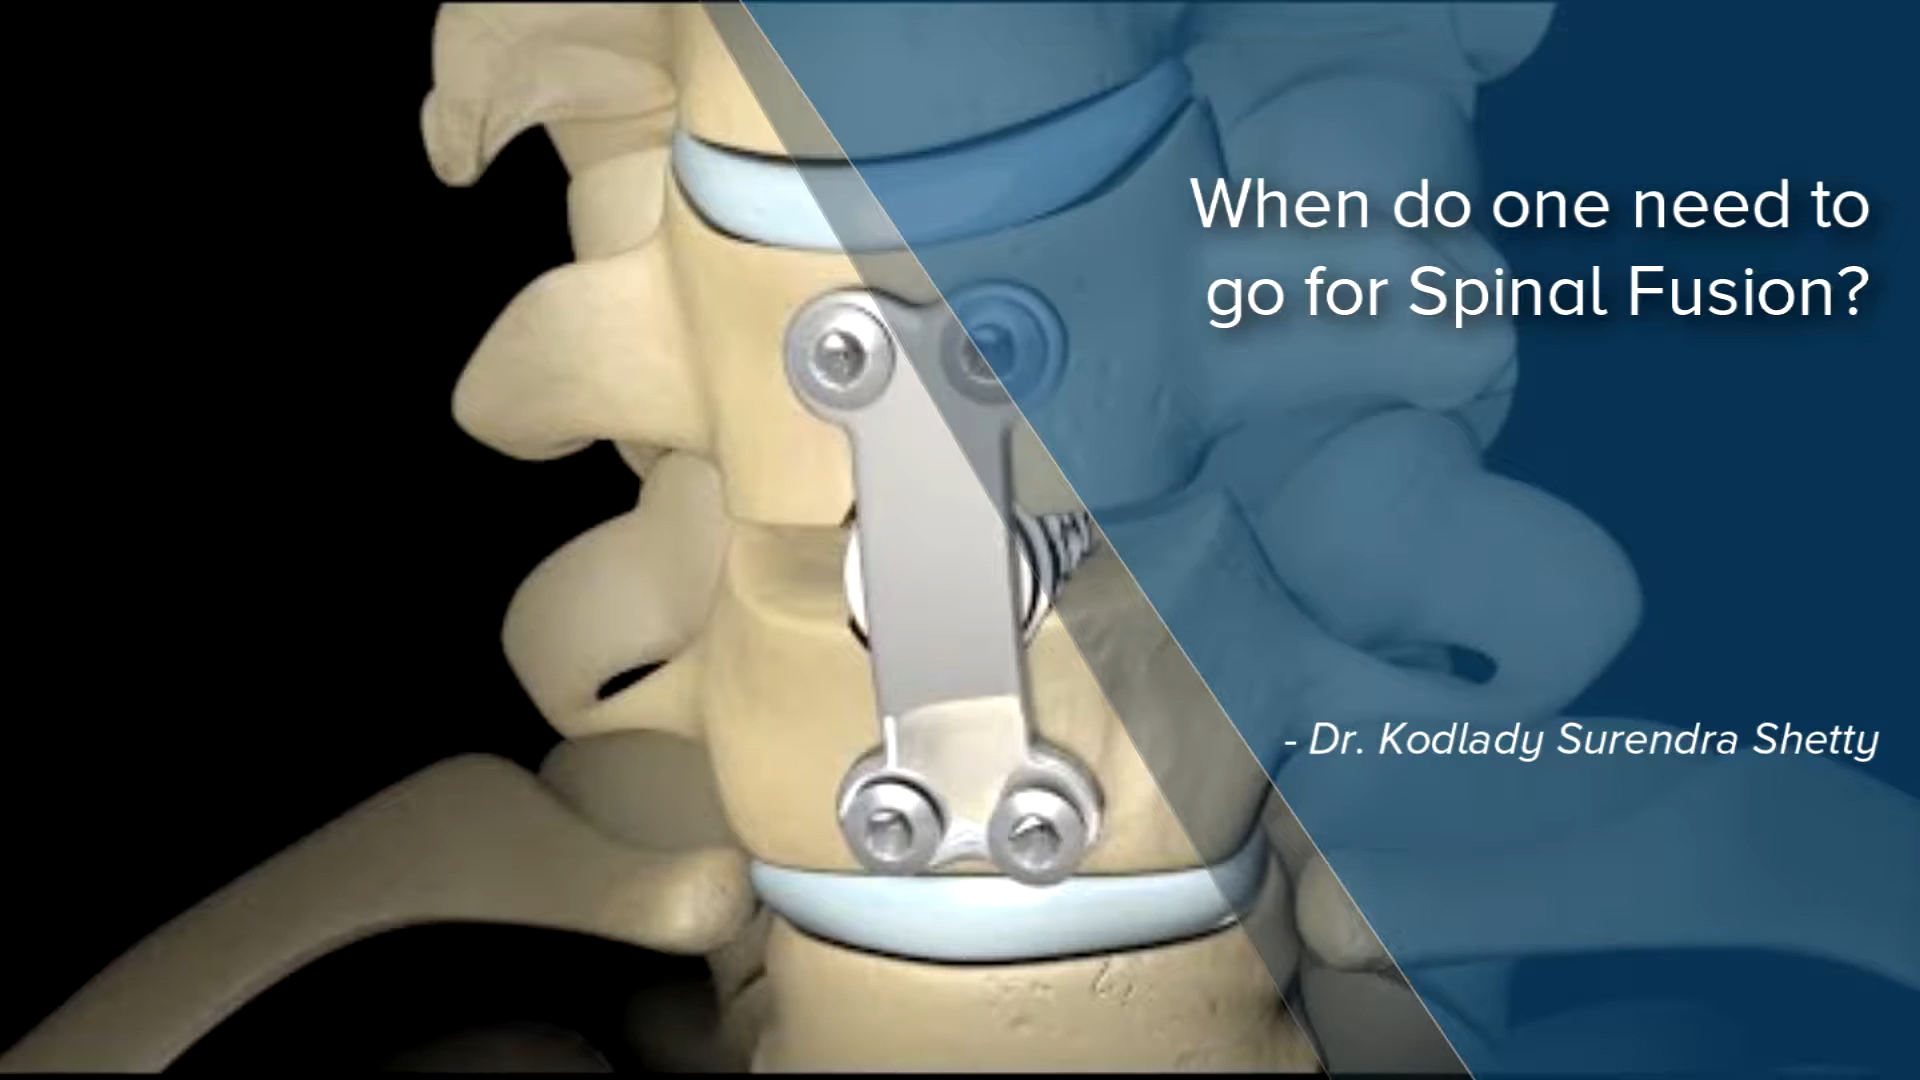 When do one need to
go for Spinal Fusion?
- Dr. Kodlady Surendra Shetty